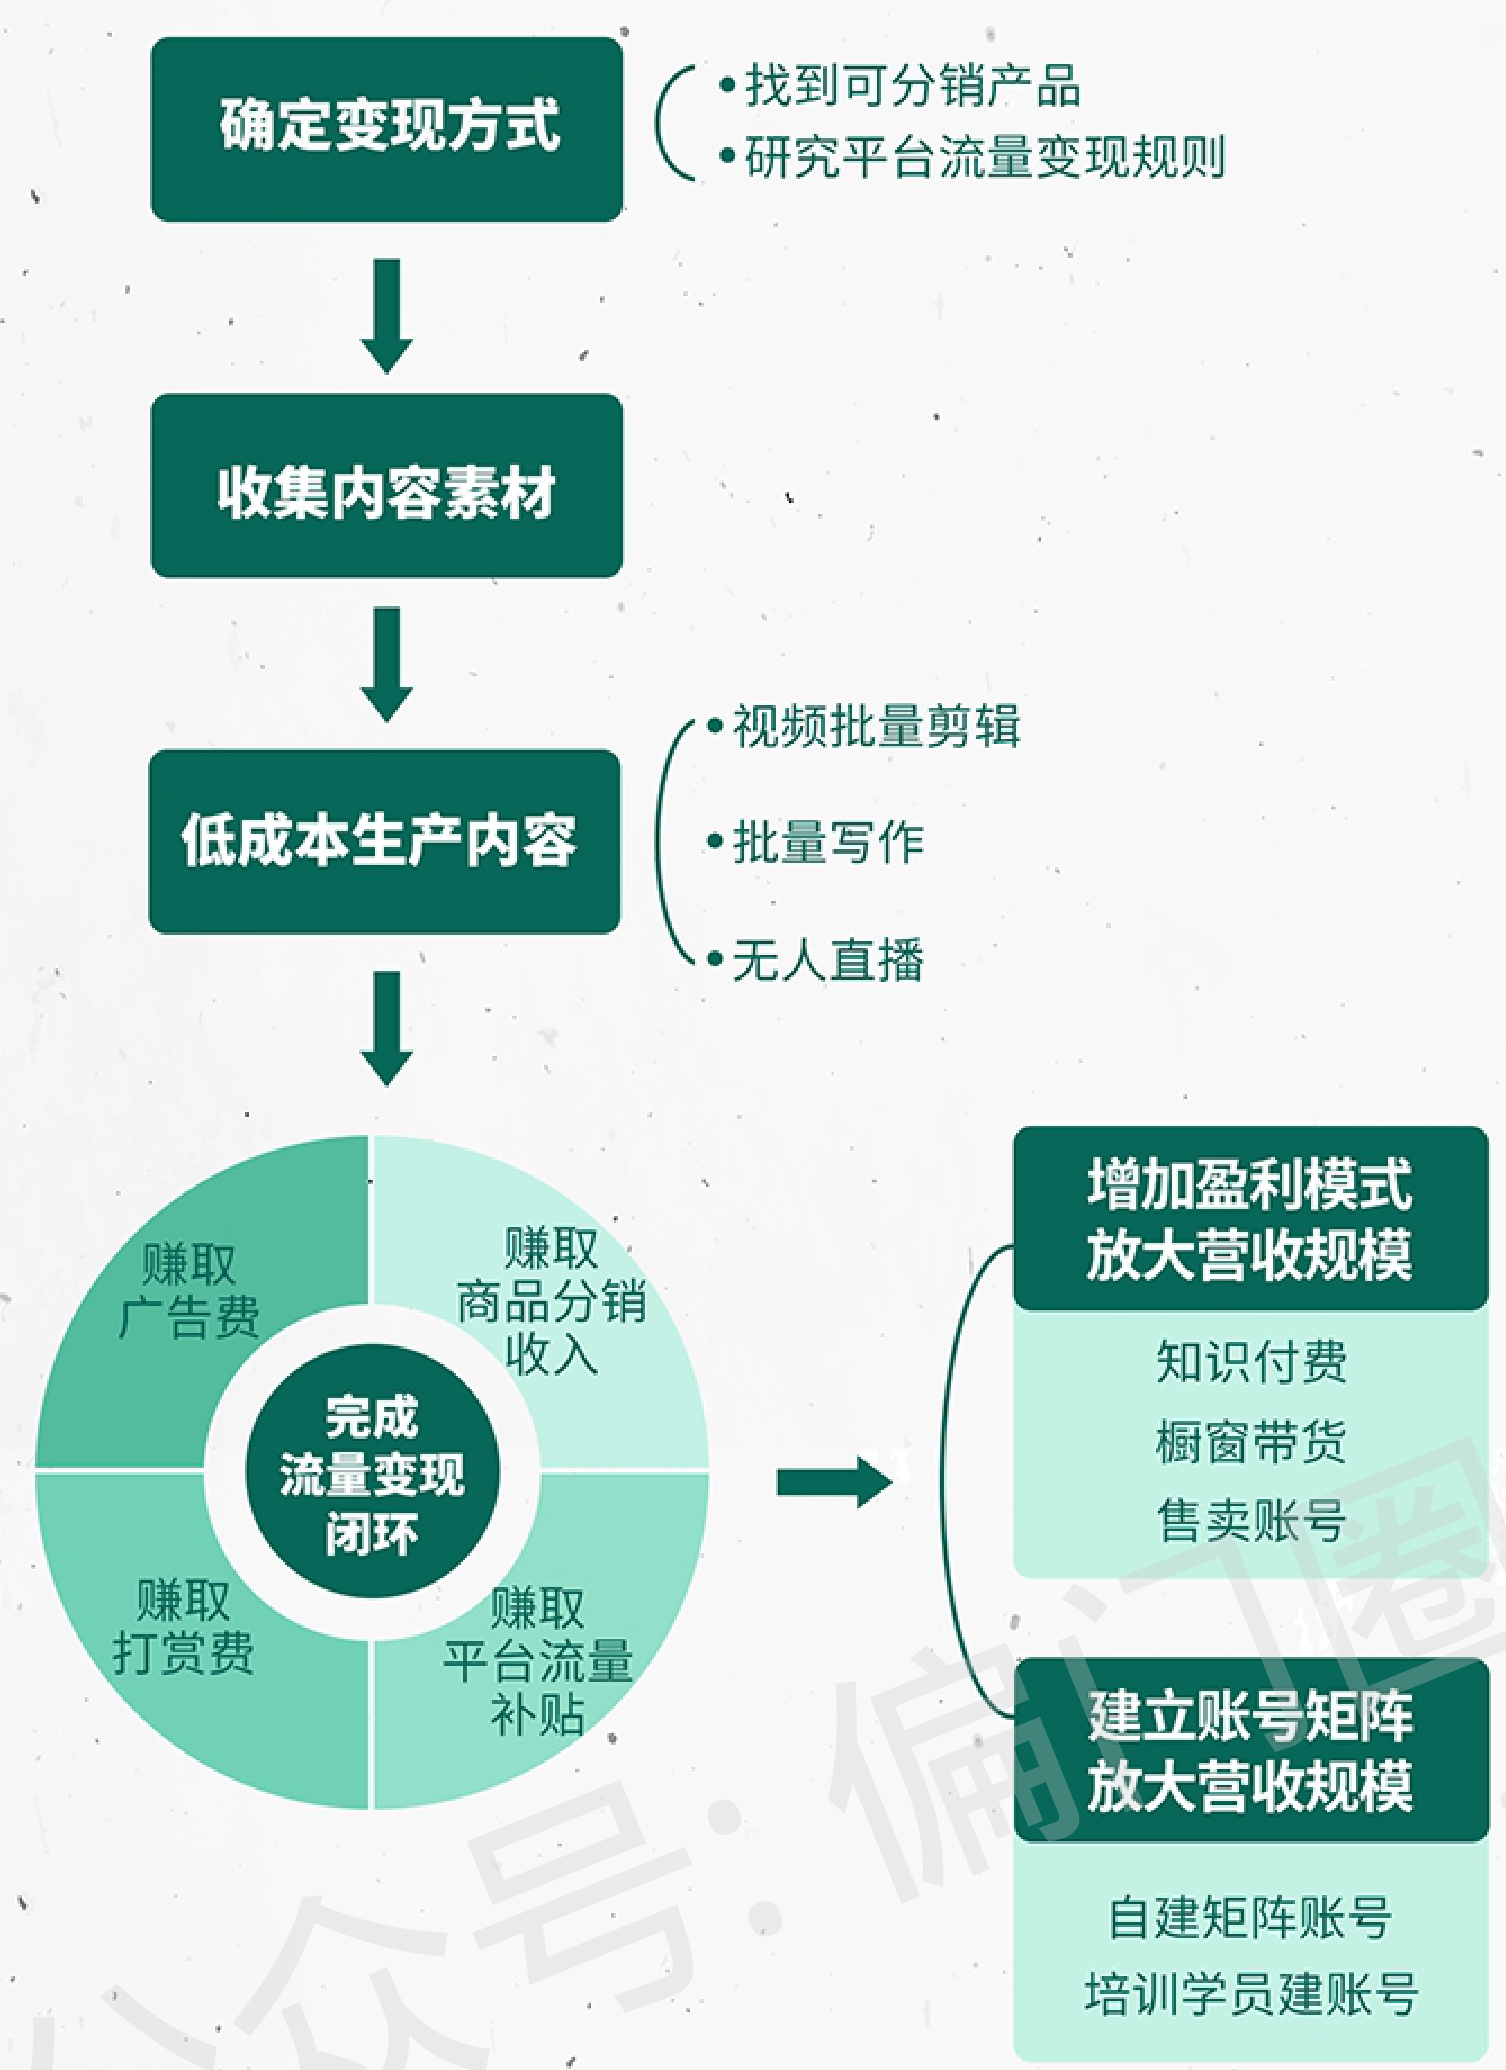 确定变现方式
•找到可分销产品
•研究平台流量变现规则
收集内容素材
低成本生产内容
•视频批量剪辑
•批量写作
•无人直播
赚取
广告费
赚取
商品分销
收入
完成
流量变现
闭环
赚取
打赏费
赚取
平台流量
补贴
增加盈利模式
放大营收规模
知识付费
橱窗带货
售卖账号
建立账号矩阵
放大营收规模
自建矩阵账号
培训学员建账号
公众号：偏门圈